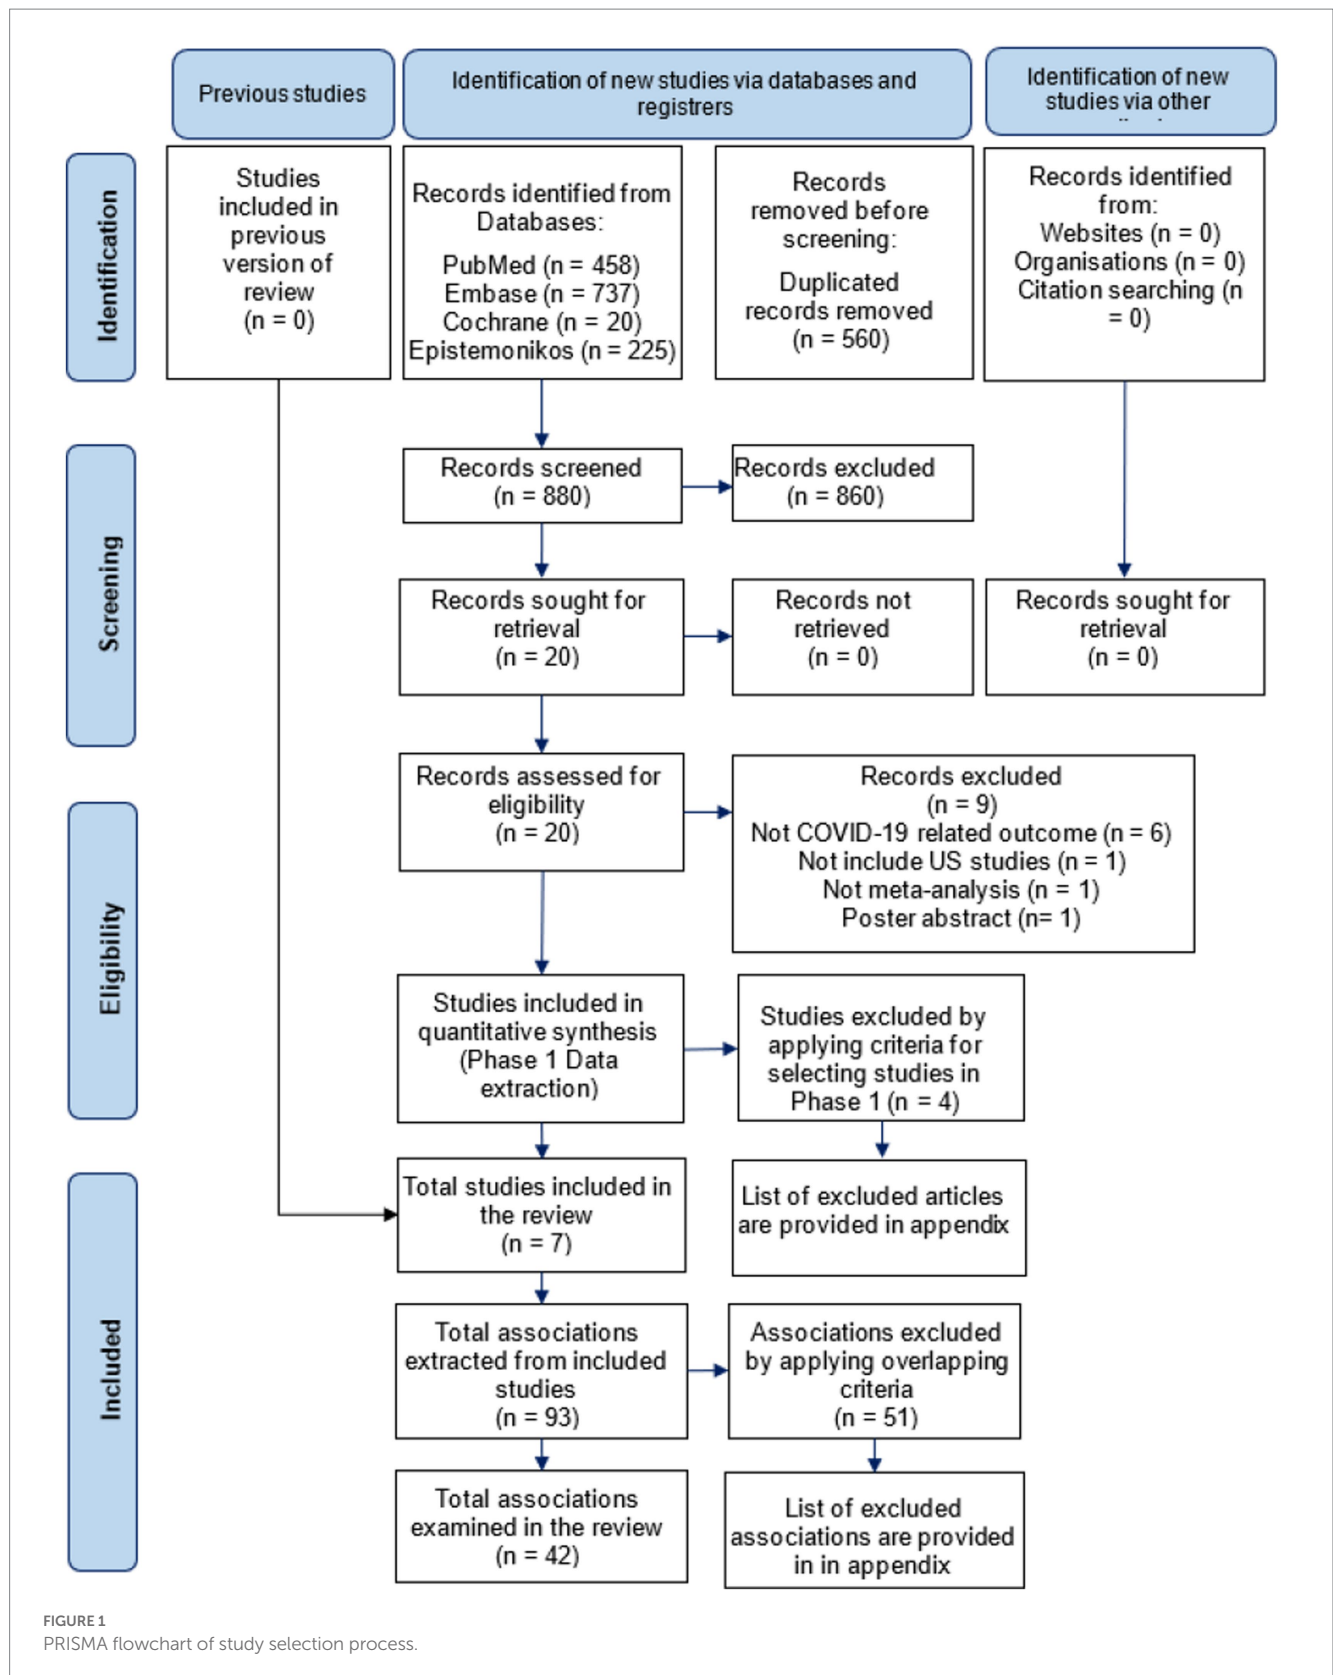 Previous studies
Identification of new studies via databases and
registrers
Identification of new
studies via other
Identification
Studies
included in
previous
version of
review
(n = 0)
Records identified from
Databases:
PubMed (n = 458)
Embase (n = 737)
Cochrane (n = 20)
Epistemonikos (n = 225)
Records
removed before
screening:
Duplicated
records removed
(n = 560)
Records identified
from:
Websites (n = 0)
Organisations (n = 0)
Citation searching (n
= 0)
Screening
Records screened
(n = 880)
Records excluded
(n = 860)
Records sought for
retrieval
(n = 20)
Records not
retrieved
(n = 0)
Records sought for
retrieval
(n = 0)
Eligibility
Records assessed for
eligibility
(n = 20)
Records excluded
(n = 9)
Not COVID-19 related outcome (n = 6)
Not include US studies (n = 1)
Not meta-analysis (n = 1)
Poster abstract (n= 1)
Studies included in
quantitative synthesis
(Phase 1 Data
extraction)
Studies excluded by
applying criteria for
selecting studies in
Phase 1 (n = 4)
Included
Total studies included in
the review
(n = 7)
List of excluded articles
are provided in appendix
Total associations
extracted from included
studies
(n = 93)
Associations excluded
by applying overlapping
criteria
(n = 51)
Total associations
examined in the review
(n = 42)
List of excluded
associations are provided
in in appendix
FIGURE 1
PRISMA flowchart of study selection process.